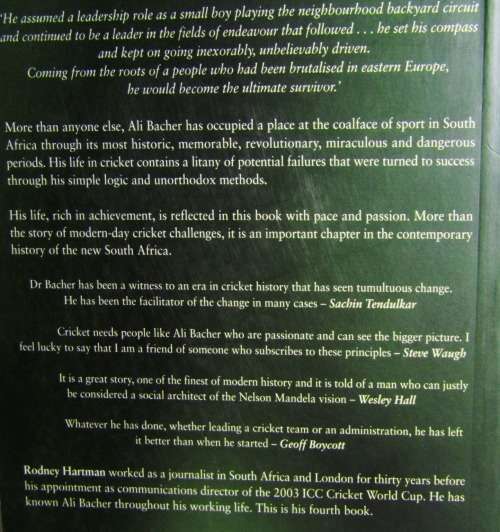 'He assumed a leadership role as a small boy playing the neighbourhood backyard circuit
and continued to be a leader in the fields of endeavour that followed . . . he set his compass
and kept on going inexorably, unbelievably driven.
Coming from the roots of a people who had been brutalised in eastern Europe,
he would become the ultimate survivor.'
More than anyone else, Ali Bacher has occupied a place at the coalface of sport in South
Africa through its most historic, memorable, revolutionary, miraculous and dangerous
periods. His life in cricket contains a litany of potential failures that were turned to success
through his simple logic and unorthodox methods.
His life, rich in achievement, is reflected in this book with pace and passion. More than
the story of modern-day cricket challenges, it is an important chapter in the contemporary
history of the new South Africa.
Dr Bacher has been a witness to an era in cricket history that has seen tumultuous change.
He has been the facilitator of the change in many cases – Sachin Tendulkar
Cricket needs people like Ali Bacher who are passionate and can see the bigger picture. I
feel lucky to say that I am a friend of someone who subscribes to these principles – Steve Waugh
It is a great story, one of the finest of modern history and it is told of a man who can justly
be considered a social architect of the Nelson Mandela vision – Wesley Hall
Whatever he has done, whether leading a cricket team or an administration, he has left
it better than when he started – Geoff Boycott
Rodney Hartman worked as a journalist in South Africa and London for thirty years before
his appointment as communications director of the 2003 ICC Cricket World Cup. He has
known Ali Bacher throughout his working life. This is his fourth book.